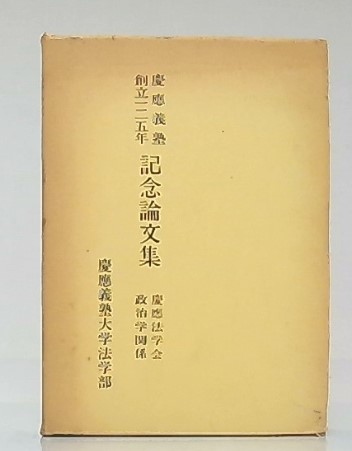 慶應義塾
創立一二五年
記念論文集
慶應法学会
政治学関係
慶應義塾大学法学部